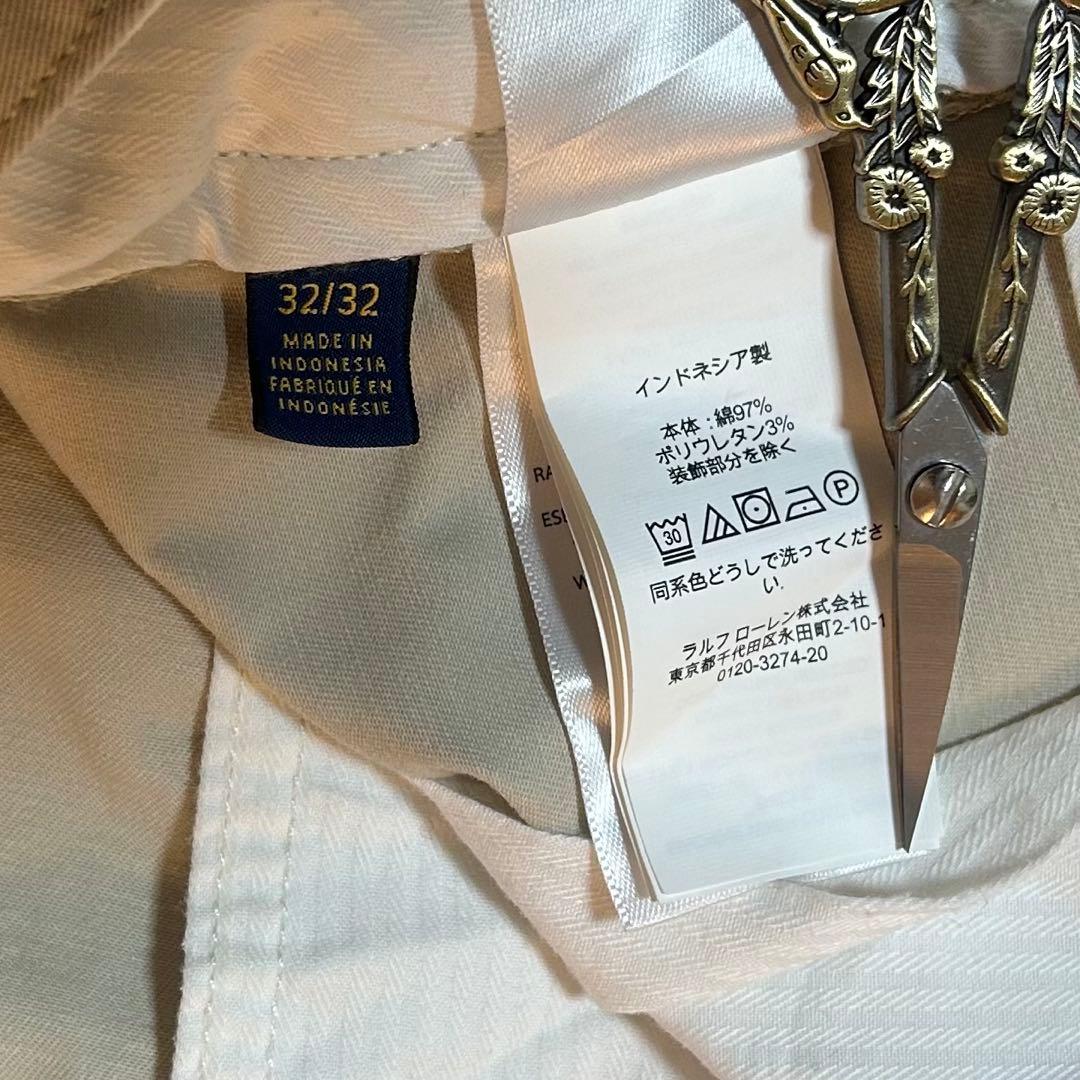 32/32
MADE IN
INDONESIA
FABRIQUÉ EN
INDONÉSIE
インドネシア製
本体 : 綿97%
ポリウレタン3%
装飾部分を除く
30
P
同系色どうしで洗ってくださ
い.
ラルフ ローレン株式会社
東京都千代田区永田町2-10-1
0120-3274-20